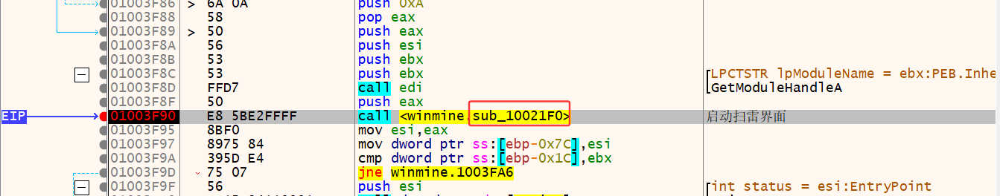 01003F86 > 6A 0A push 0xA
01003F88 58 pop eax
01003F89 > 50 push eax
01003F8A 56 push esi
01003F8B 53 push ebx
01003F8C 53 push ebx [LPCTSTR lpModuleName = ebx:PEB.Inhe
01003F8D FFD7 call edi GetModuleHandleA
01003F8F 50 push eax
EIP 01003F90 E8 5BE2FFFF call <winmine.sub_10021F0> 启动扫雷界面
01003F95 8BF0 mov esi,eax
01003F97 8975 84 mov dword ptr ss:[ebp-0x7C],esi
01003F9A 395D E4 cmp dword ptr ss:[ebp-0x1C],ebx
01003F9D 75 07 jne winmine.1003FA6
01003F9F 56 push esi [int status = esi:EntryPoint